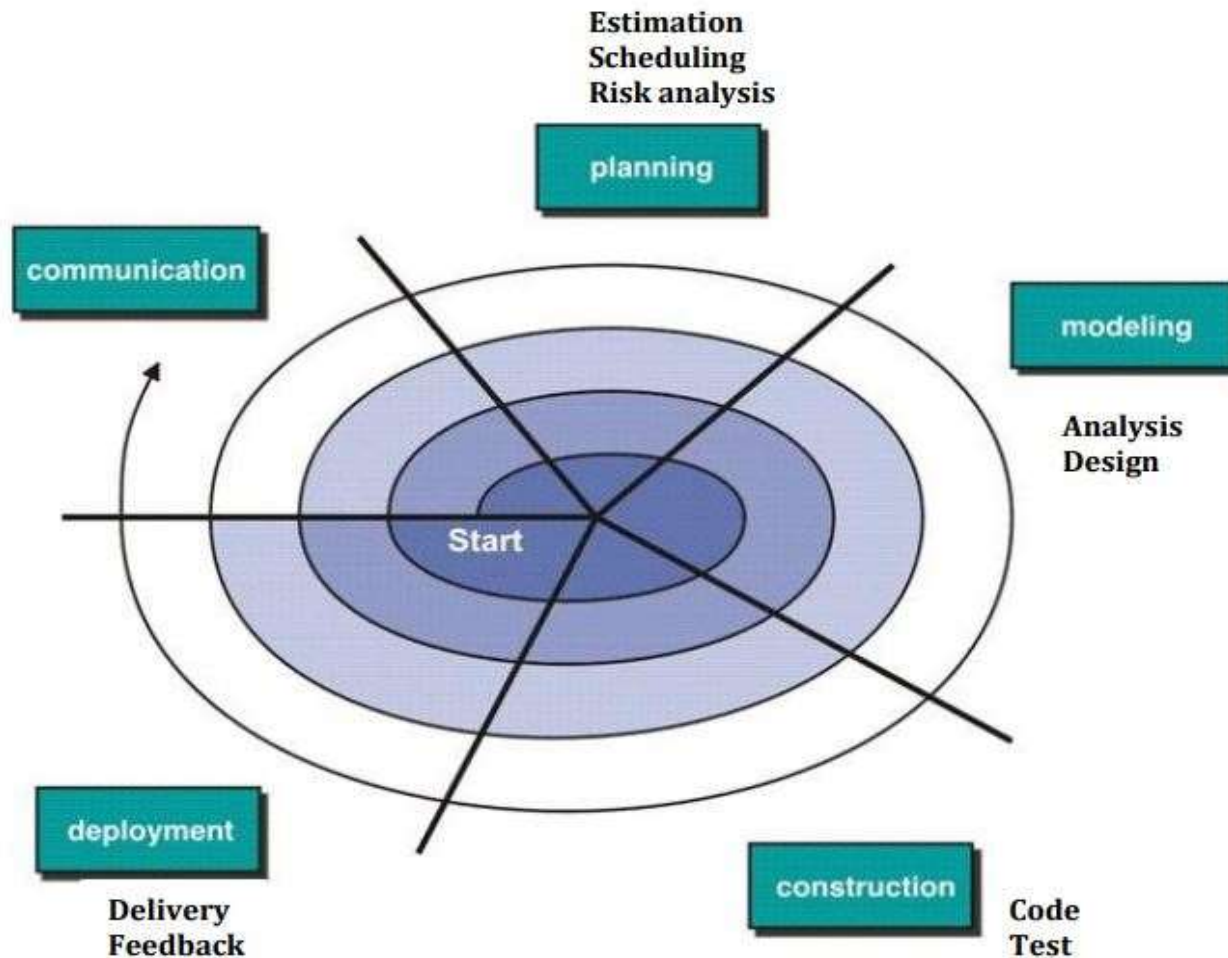 Estimation
Scheduling
Risk analysis
planning
communication
modeling
Analysis
Design
Start
deployment
Delivery
Feedback
construction
Code
Test